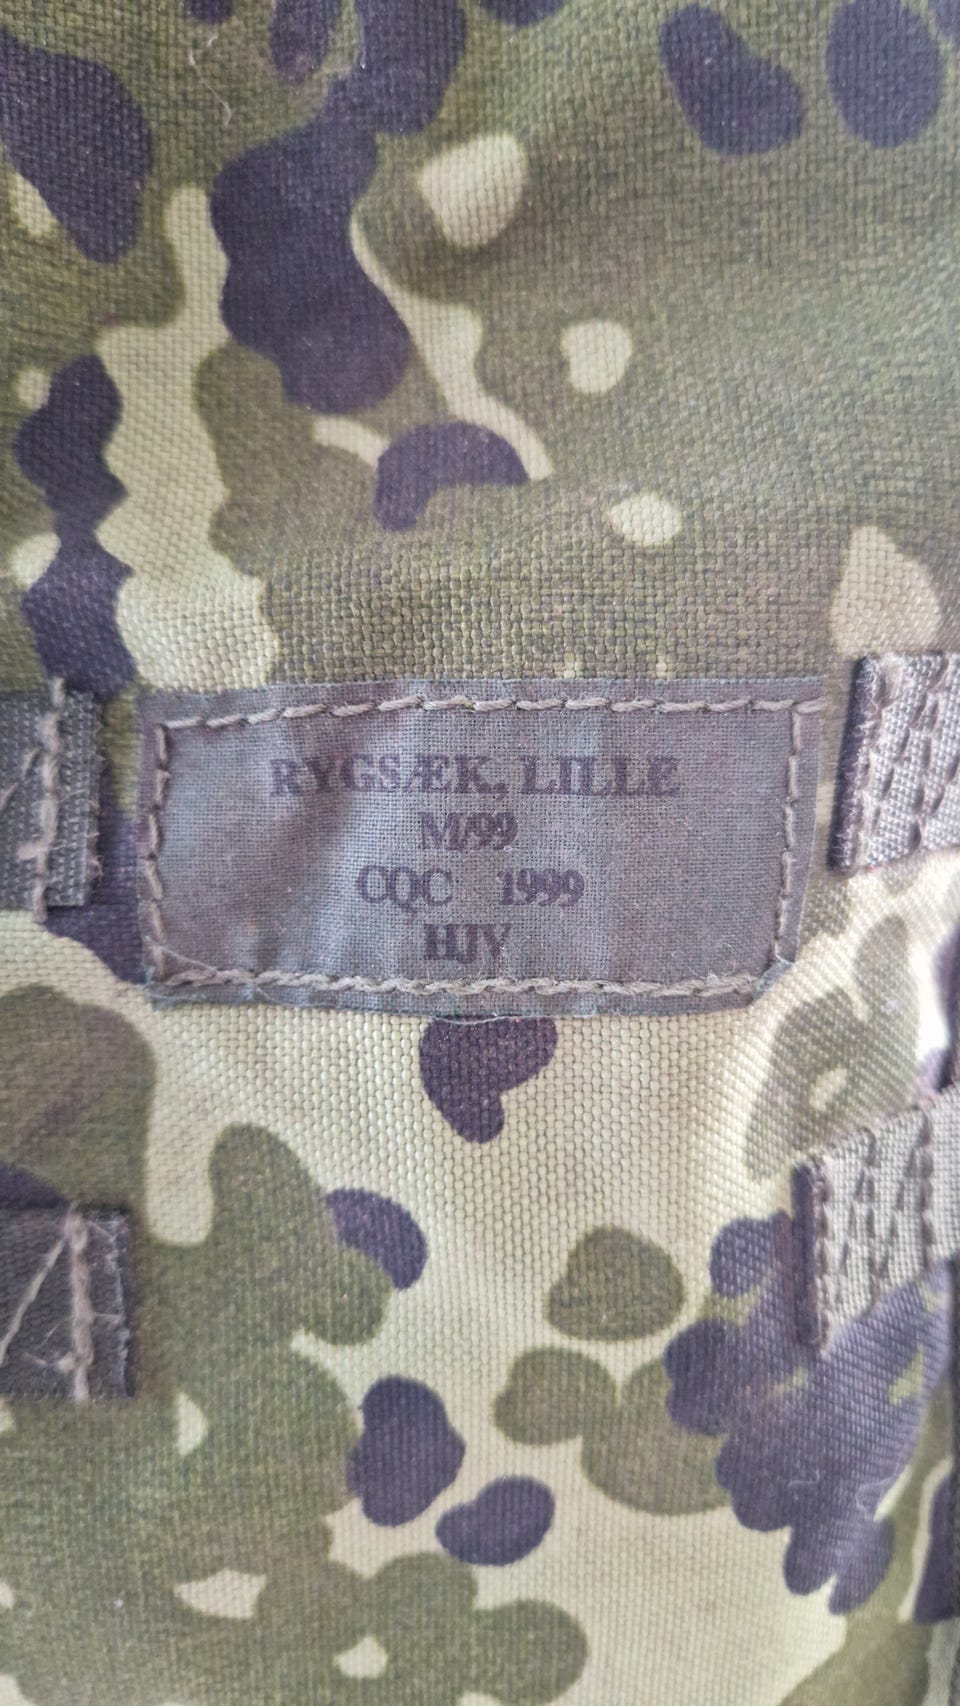 RYGSÆK, LILLE
M/99
CQC 1999
HJV